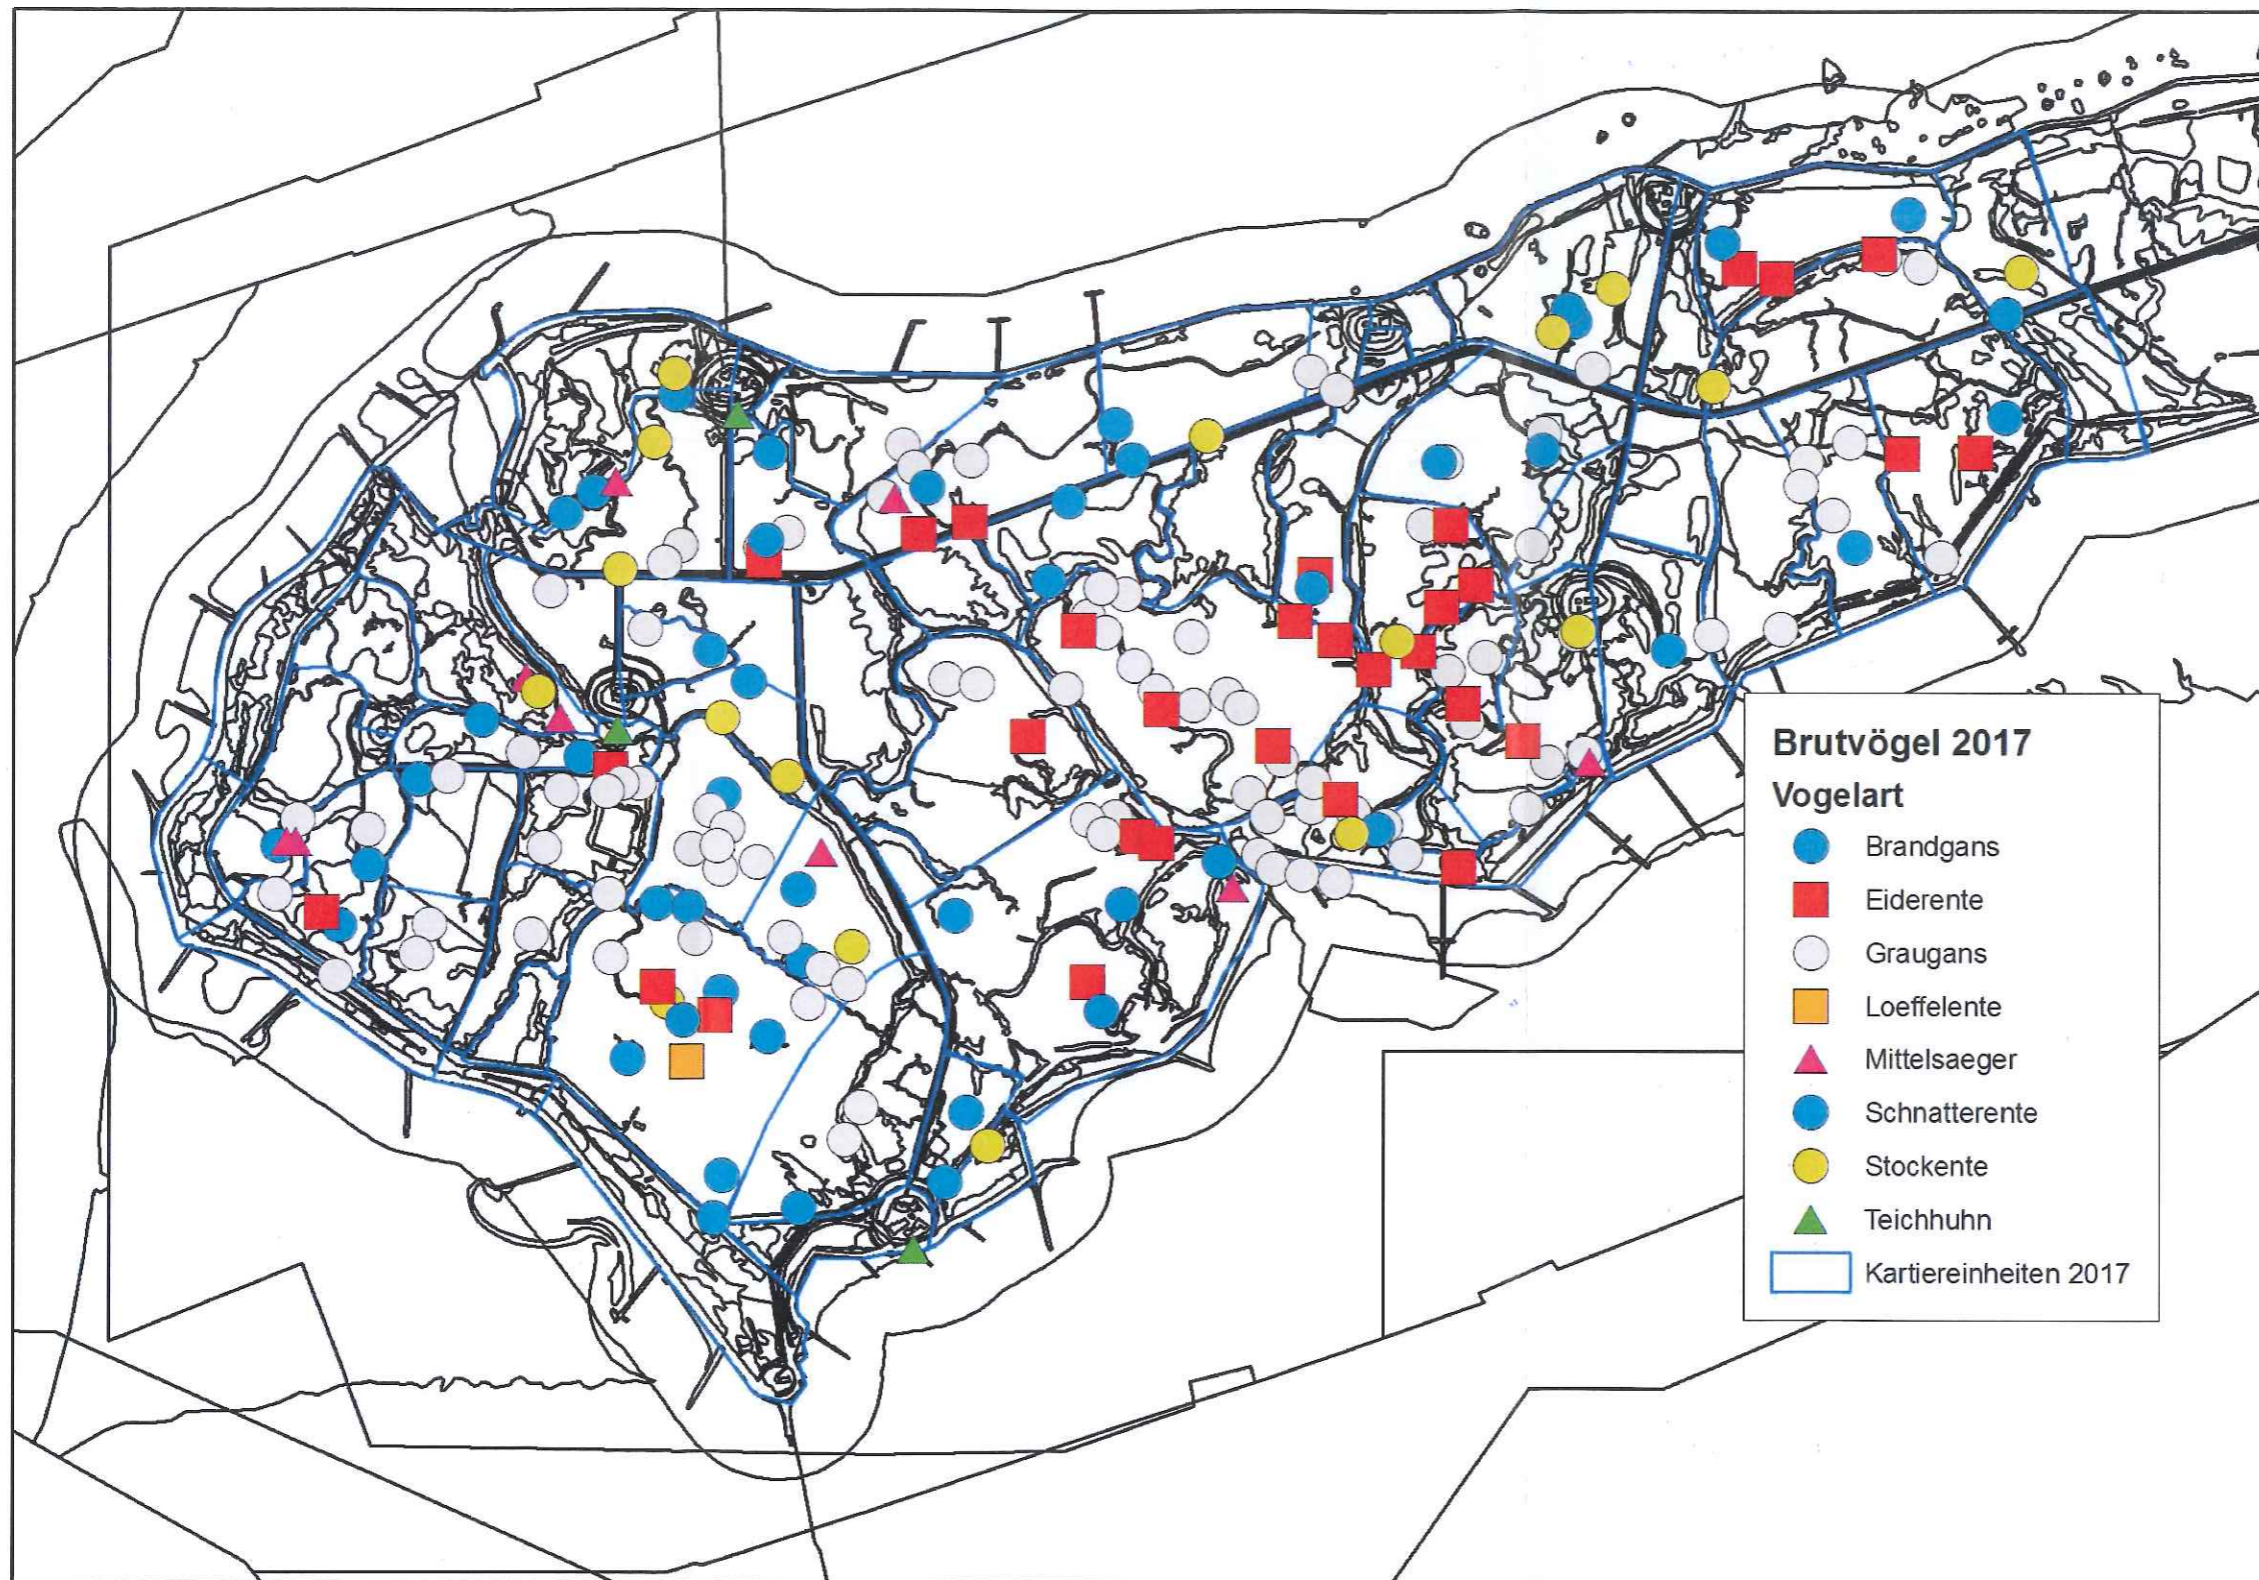 Brutvögel 2017
Vogelart
Brandgans
Eiderente
Graugans
Loeffelente
Mittelsaeger
Schnatterente
Stockente
Teichhuhn
Kartiereinheiten 2017